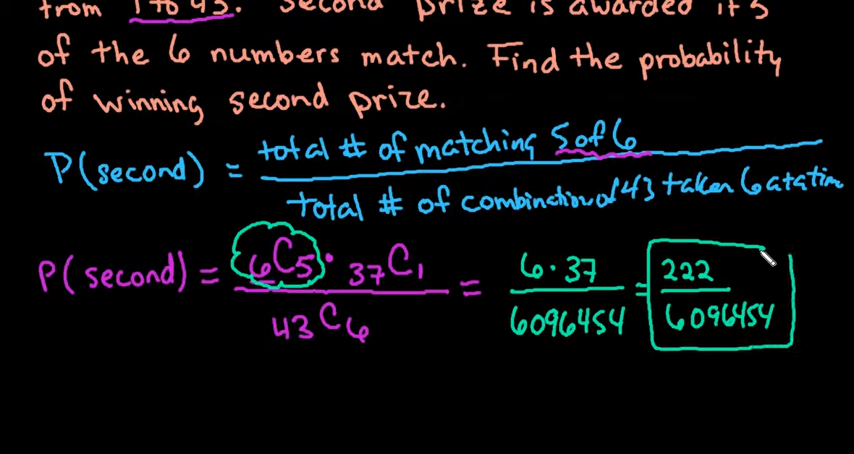 from 1 to 43. Second prize is awarded if 5
of the 6 numbers match. Find the probability
of winning second prize.
P(second) = total # of matching 5 of 6
total # of combination of 43 taken 6 at a time
P(second) = 6C5 · 37C1 / 43C6 = 6·37 / 6096454 = 222 / 6096454